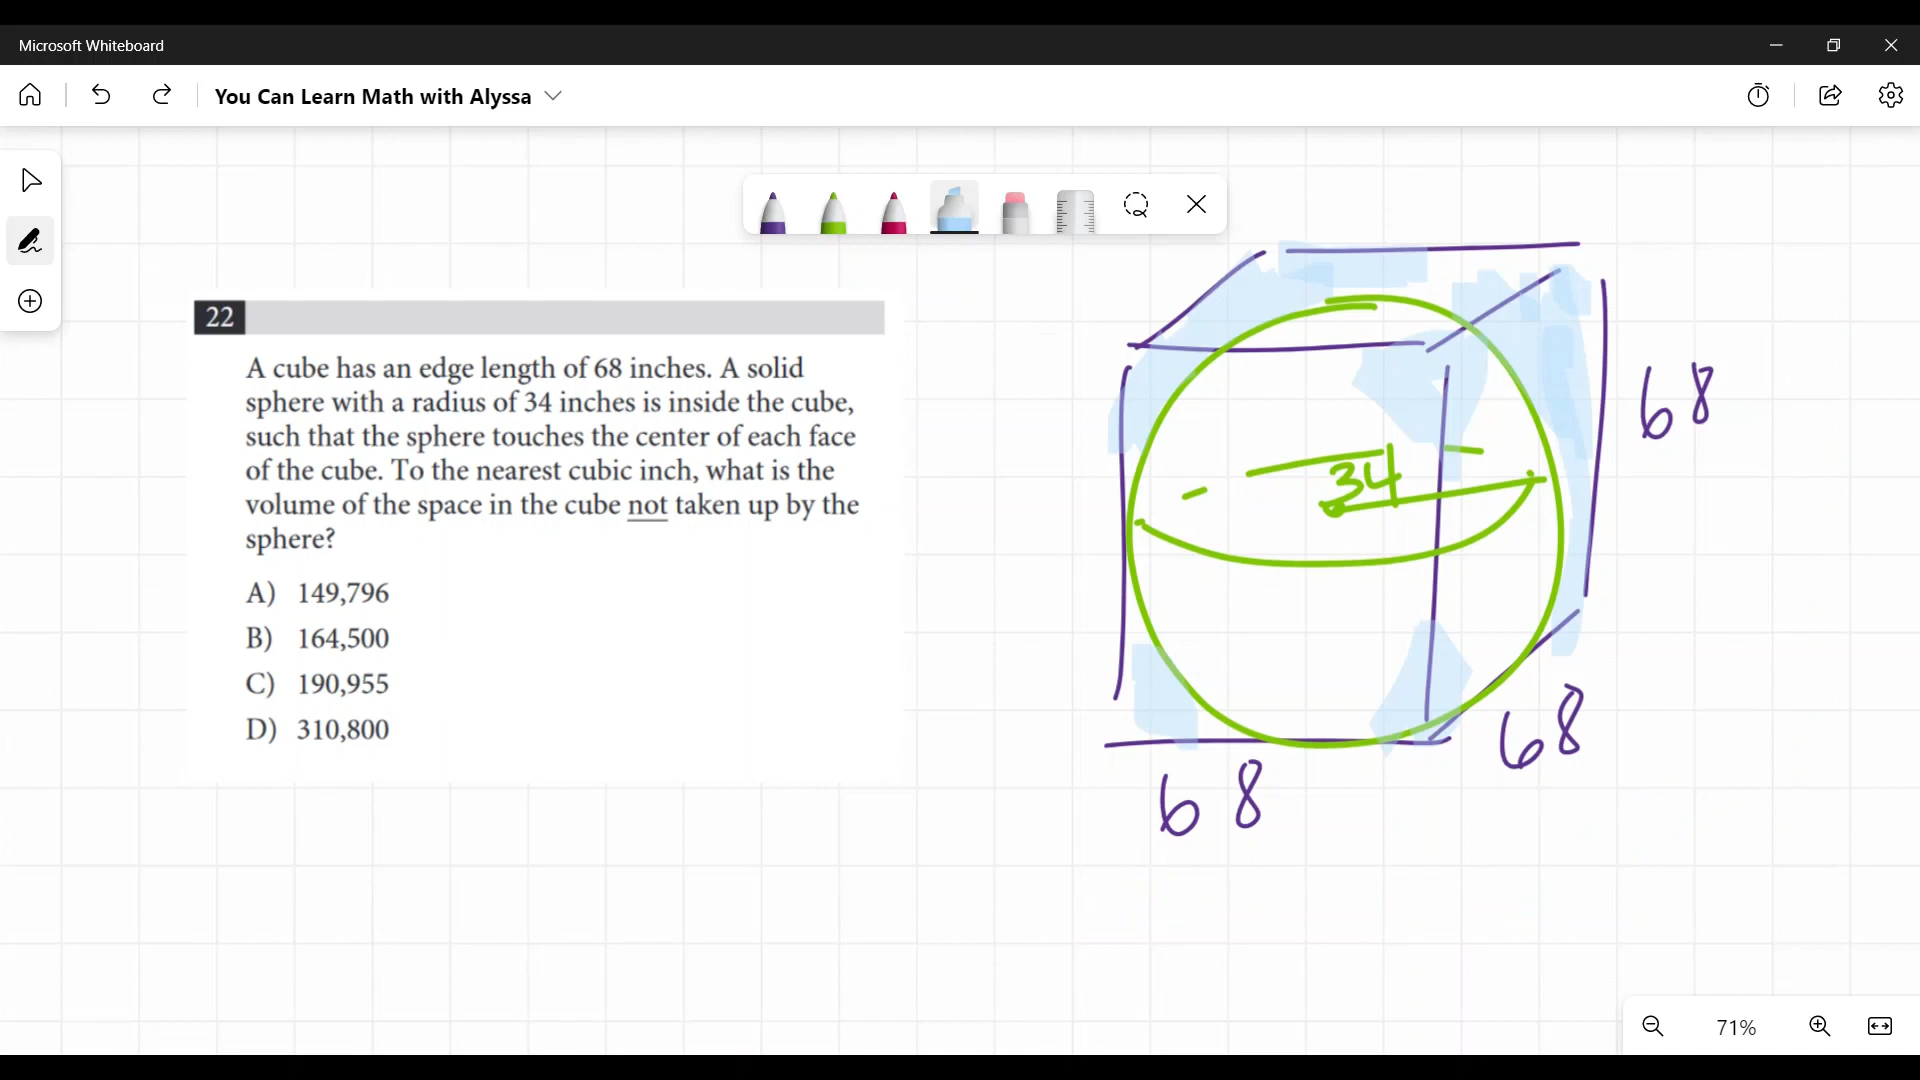 Microsoft Whiteboard
You Can Learn Math with Alyssa
22
A cube has an edge length of 68 inches. A solid
sphere with a radius of 34 inches is inside the cube,
such that the sphere touches the center of each face
of the cube. To the nearest cubic inch, what is the
volume of the space in the cube not taken up by the
sphere?
A) 149,796
B) 164,500
C) 190,955
D) 310,800
68
34
68
68
71%